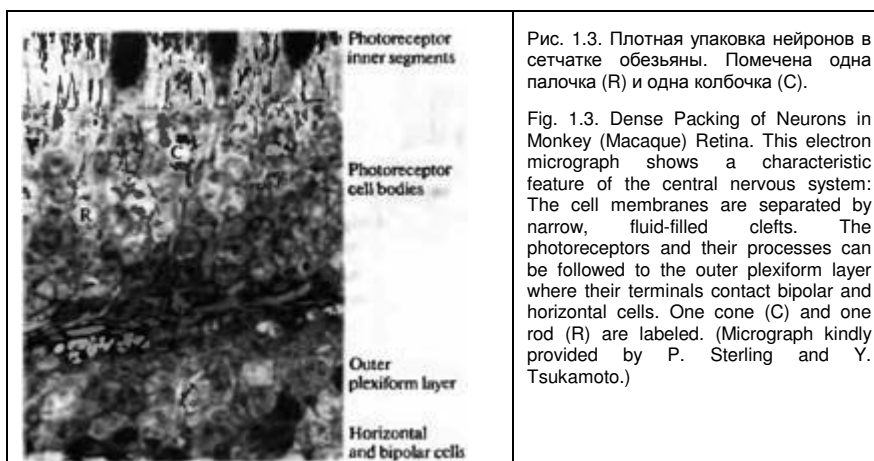 Photoreceptor
inner segments
C
Photoreceptor
cell bodies
R
Outer
plexiform layer
Horizontal
and bipolar cells
Рис. 1.3. Плотная упаковка нейронов в
сетчатке обезьяны. Помечена одна
палочка (R) и одна колбочка (C).
Fig. 1.3. Dense Packing of Neurons in
Monkey (Macaque) Retina. This electron
micrograph shows a characteristic
feature of the central nervous system:
The cell membranes are separated by
narrow, fluid-filled clefts. The
photoreceptors and their processes can
be followed to the outer plexiform layer
where their terminals contact bipolar and
horizontal cells. One cone (C) and one
rod (R) are labeled. (Micrograph kindly
provided by P. Sterling and Y.
Tsukamoto.)